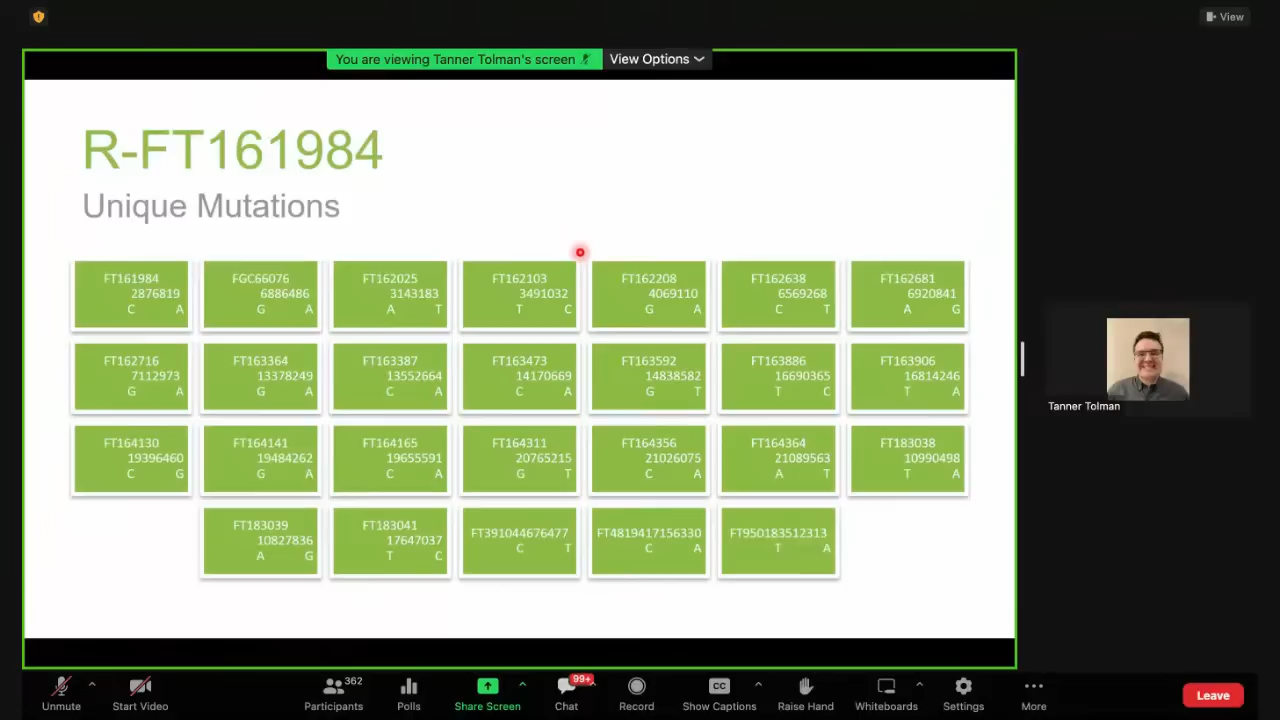 View
You are viewing Tanner Tolman's screen
View Options
R-FT161984
Unique Mutations
FT161984
2876819
C A
FGC66076
6886486
G A
FT162025
3143183
A T
FT162103
3491032
T C
FT162208
4069110
G A
FT162638
6569268
C T
FT162681
6920841
A G
FT162716
7112973
G A
FT163364
13378249
G A
FT163387
13552664
C A
FT163473
14170669
C A
FT163592
14838582
G T
FT163886
16690365
T C
FT163906
16814246
T A
FT164130
19396460
C G
FT164141
19484262
G A
FT164165
19655591
C A
FT164311
20765215
G T
FT164356
21026075
C A
FT164364
21089563
A T
FT183038
10990498
T A
FT183039
10827836
A G
FT183041
17647037
T C
FT391044676477
C T
FT4819417156330
C A
FT950183512313
T A
Tanner Tolman
Unmute
Start Video
362
Participants
Polls
Share Screen
99+
Chat
Record
CC
Show Captions
Raise Hand
Whiteboards
Settings
More
Leave